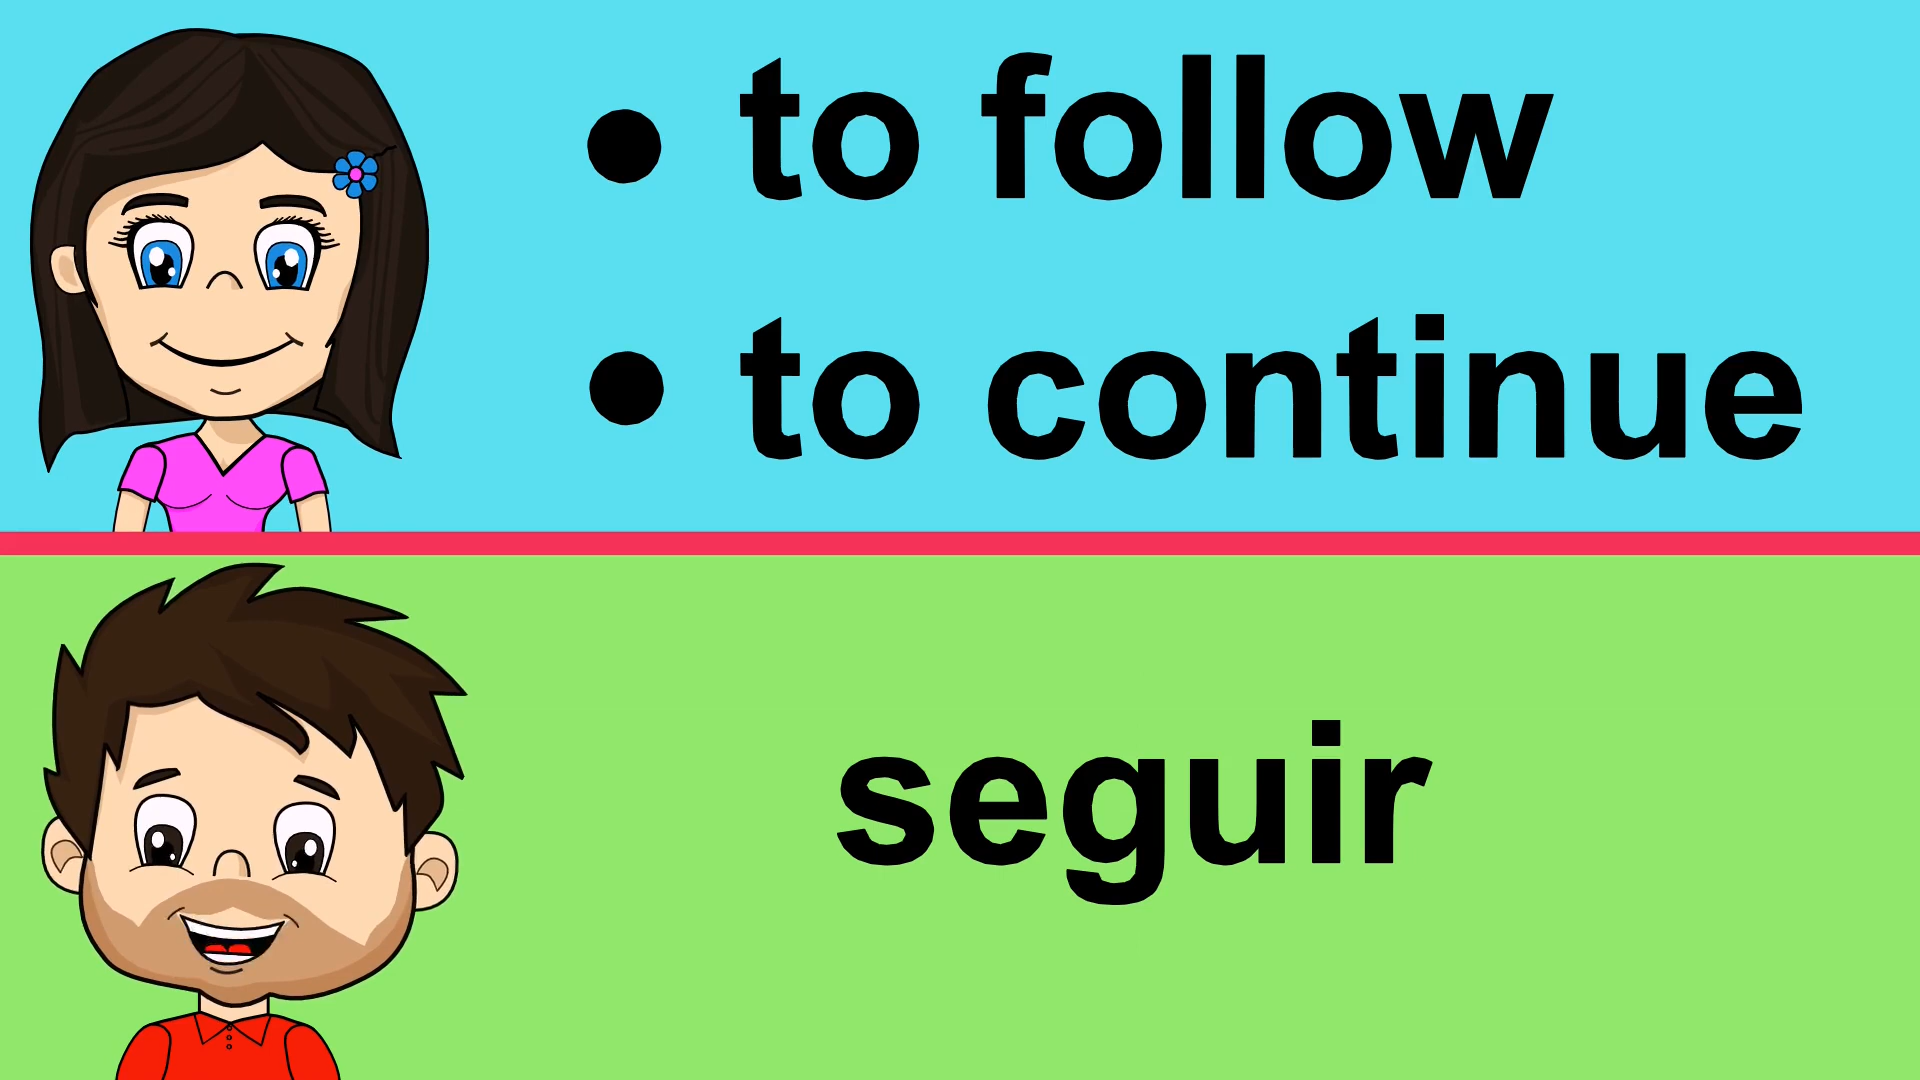 • to follow
• to continue
seguir